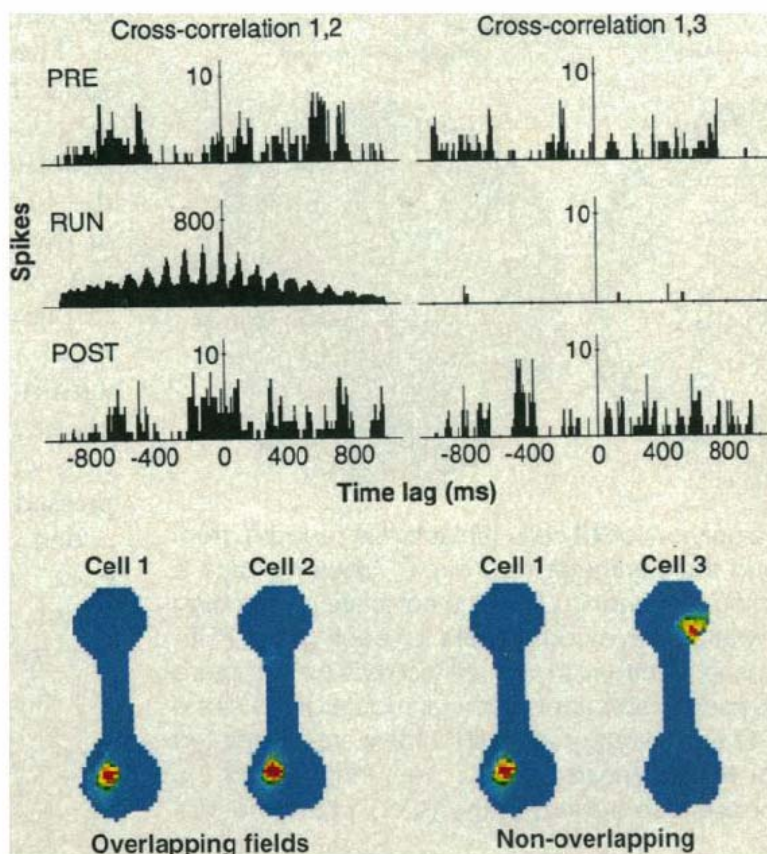 Cross-correlation 1,2
Cross-correlation 1,3
PRE
10
10
RUN
800
10
POST
10
10
Spikes
-800 -400 0 400 800
-800 -400 0 400 800
Time lag (ms)
Cell 1
Cell 2
Cell 1
Cell 3
Overlapping fields
Non-overlapping